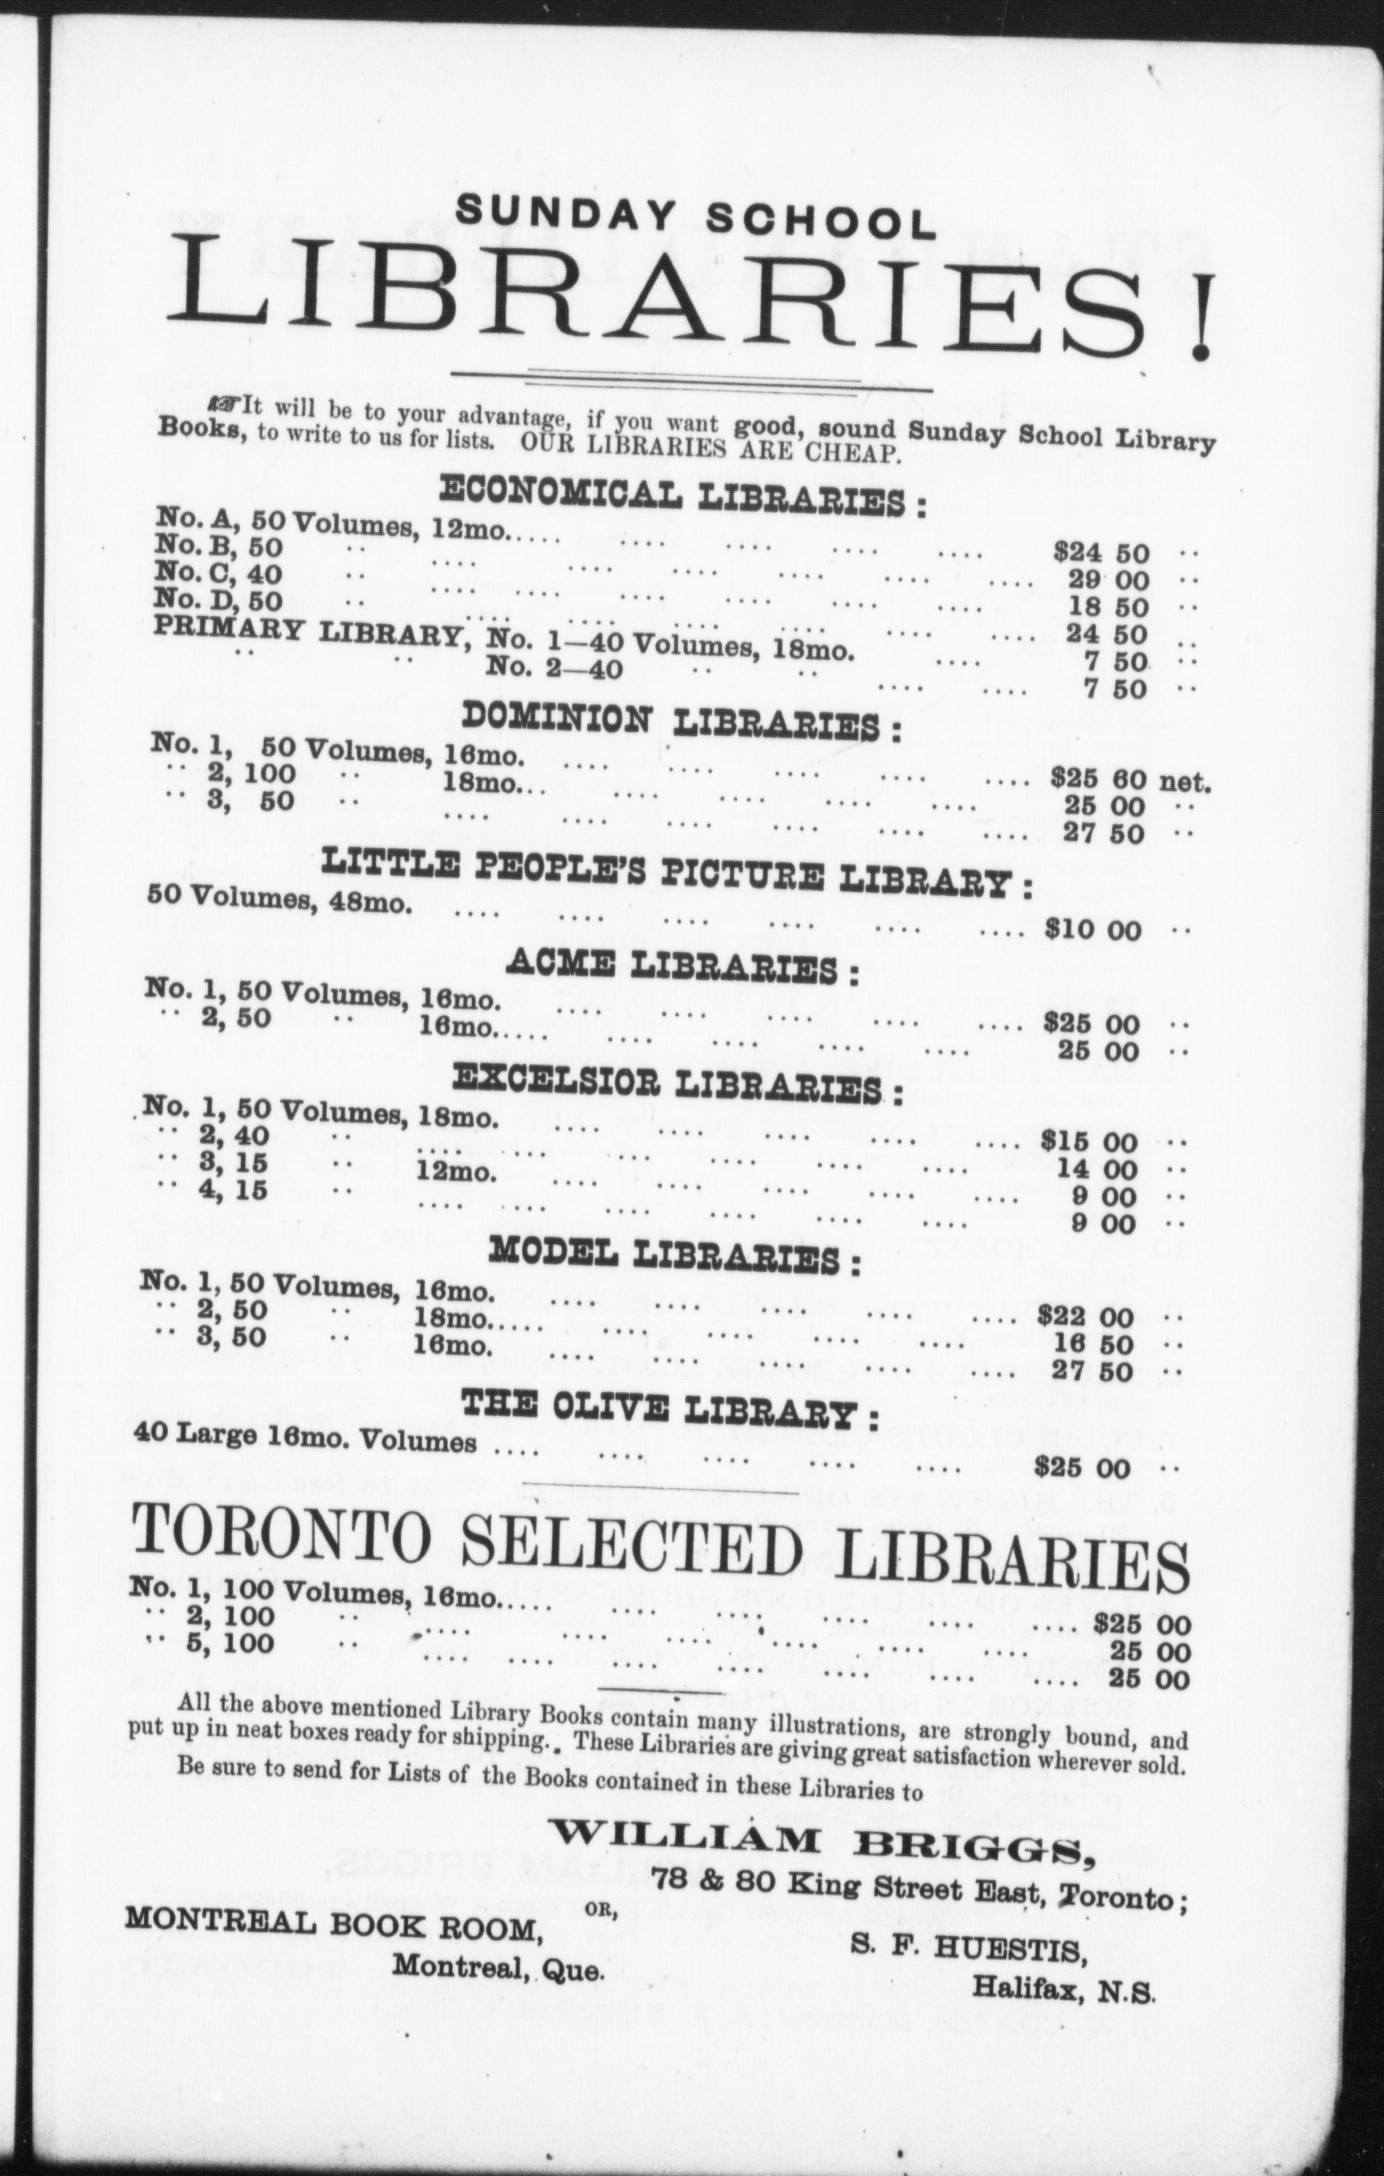 SUNDAY SCHOOL
LIBRARIES!
☞It will be to your advantage, if you want good, sound Sunday School Library
Books, to write to us for lists. OUR LIBRARIES ARE CHEAP.
ECONOMICAL LIBRARIES:
No. A, 50 Volumes, 12mo..... .... .... .... .... $24 50 ..
No. B, 50 .. .... .... .... .... .... .... 29 00 ..
No. C, 40 .. .... .... .... .... .... .... 18 50 ..
No. D, 50 .. .... .... .... .... .... .... 24 50 ..
PRIMARY LIBRARY, No. 1—40 Volumes, 18mo. .... 7 50 ..
.. .. No. 2—40 .. .. .... .... 7 50 ..
DOMINION LIBRARIES:
No. 1, 50 Volumes, 16mo. .... .... .... .... .... $25 60 net.
.. 2, 100 .. 18mo... .... .... .... .... 25 00 ..
.. 3, 50 .. .... .... .... .... .... .... 27 50 ..
LITTLE PEOPLE'S PICTURE LIBRARY:
50 Volumes, 48mo. .... .... .... .... .... .... $10 00 ..
ACME LIBRARIES:
No. 1, 50 Volumes, 16mo. .... .... .... .... .... $25 00 ..
.. 2, 50 .. 16mo..... .... .... .... .... 25 00 ..
EXCELSIOR LIBRARIES:
No. 1, 50 Volumes, 18mo. .... .... .... .... .... $15 00 ..
.. 2, 40 .. .... .... .... .... .... .... 14 00 ..
.. 3, 15 .. 12mo. .... .... .... .... .... 9 00 ..
.. 4, 15 .. .... .... .... .... .... .... 9 00 ..
MODEL LIBRARIES:
No. 1, 50 Volumes, 16mo. .... .... .... .... .... $22 00 ..
.. 2, 50 .. 18mo..... .... .... .... .... 16 50 ..
.. 3, 50 .. 16mo. .... .... .... .... .... 27 50 ..
THE OLIVE LIBRARY:
40 Large 16mo. Volumes .... .... .... .... .... $25 00 ..
TORONTO SELECTED LIBRARIES
No. 1, 100 Volumes, 16mo..... .... .... .... .... .... $25 00
.. 2, 100 .. .... .... .... .... .... .... 25 00
.. 5, 100 .. .... .... .... .... .... .... .... 25 00
All the above mentioned Library Books contain many illustrations, are strongly bound, and
put up in neat boxes ready for shipping. These Libraries are giving great satisfaction wherever sold.
Be sure to send for Lists of the Books contained in these Libraries to
WILLIAM BRIGGS,
78 & 80 King Street East, Toronto;
OR,
MONTREAL BOOK ROOM,
Montreal, Que.
S. F. HUESTIS,
Halifax, N.S.